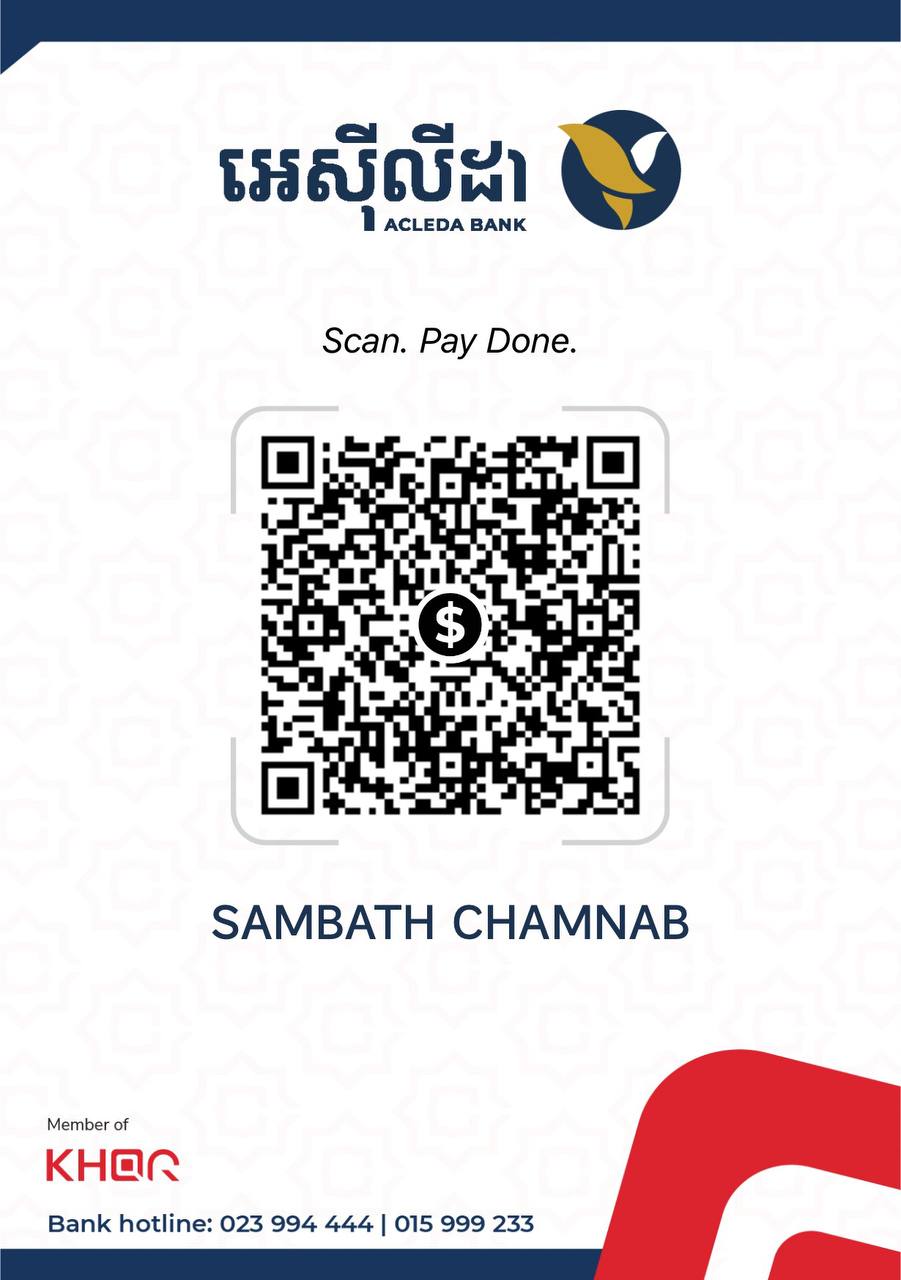 អេស៊ីលីដា
ACLEDA BANK
Scan. Pay Done.
$
SAMBATH CHAMNAB
Member of
KHQR
Bank hotline: 023 994 444 | 015 999 233